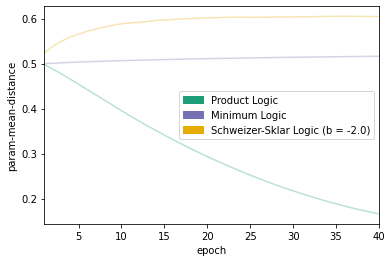 0.6
0.5
0.4
0.3
0.2
param-mean-distance
Product Logic
Minimum Logic
Schweizer-Sklar Logic (b = -2.0)
5 10 15 20 25 30 35 40
epoch